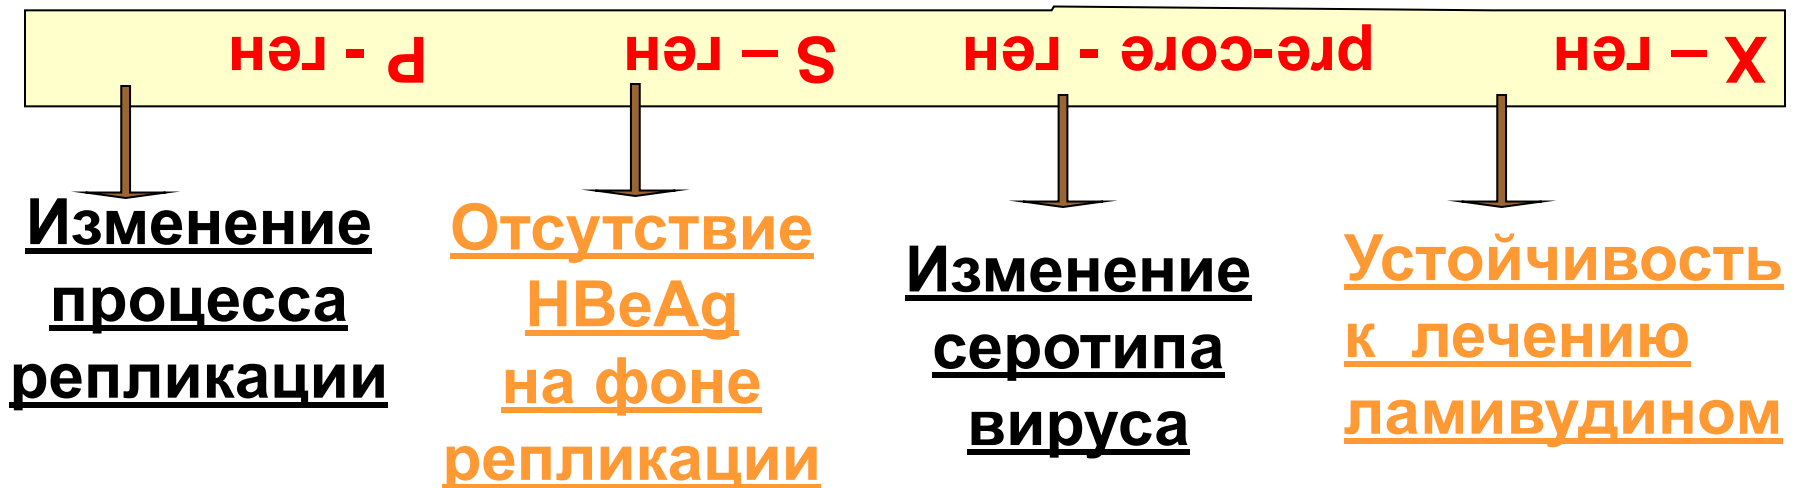 X – ген
pre-core - ген
S – ген
P - ген
Изменение
процесса
репликации
Отсутствие
HBeAg
на фоне
репликации
Изменение
серотипа
вируса
Устойчивость
к лечению
ламивудином